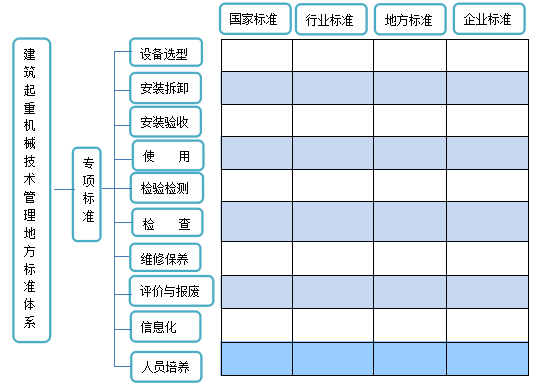 国家标准 行业标准 地方标准 企业标准
建筑起重机械技术管理地方标准体系
专项标准
设备选型
安装拆卸
安装验收
使 用
检验检测
检 查
维修保养
评价与报废
信息化
人员培养